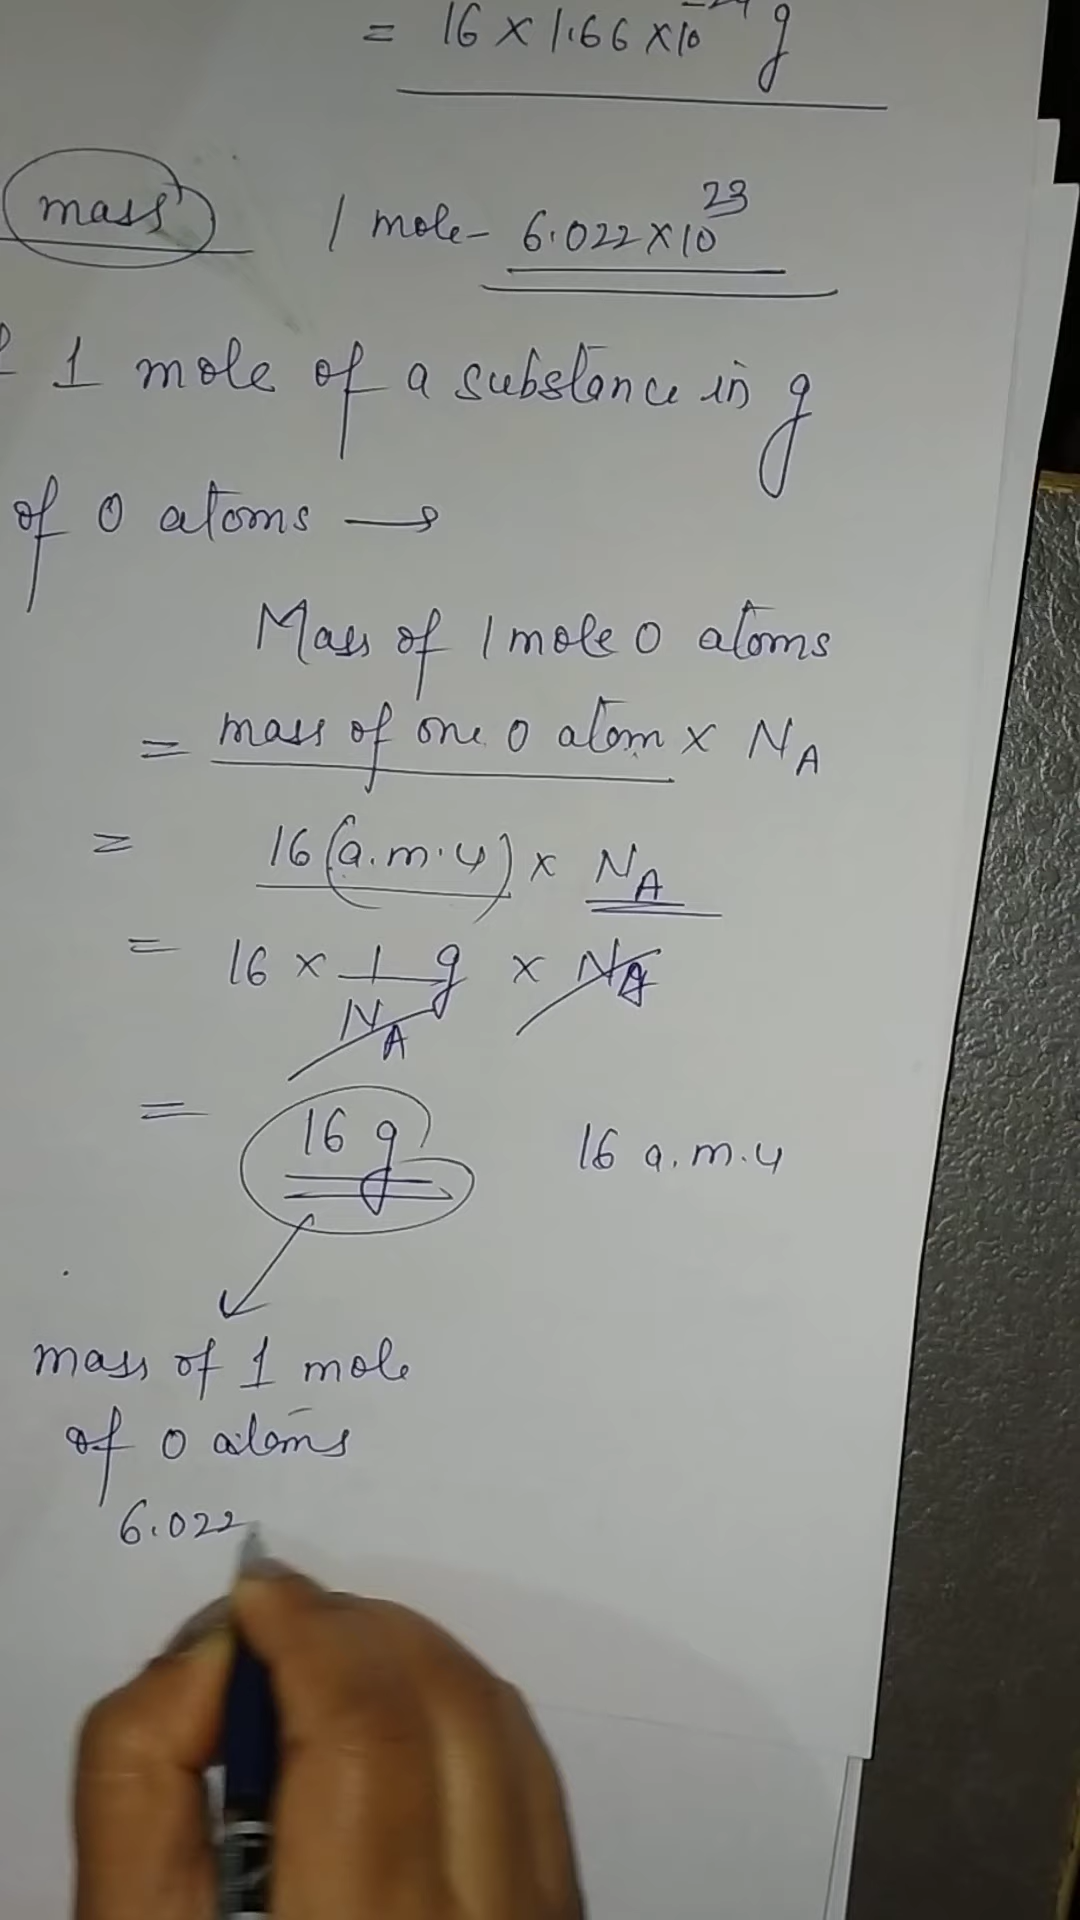 = 16 × 1.66 × 10⁻²⁴ g
mass 1 mole - 6.022 × 10²³
1 mole of a substance in g
of O atoms →
Mass of 1 mole O atoms
= mass of one O atom × N_A
= 16 (a.m.u) × N_A
= 16 × 1/N_A g × N_A
= 16 g 16 a.m.u
mass of 1 mole
of O atoms
6.022